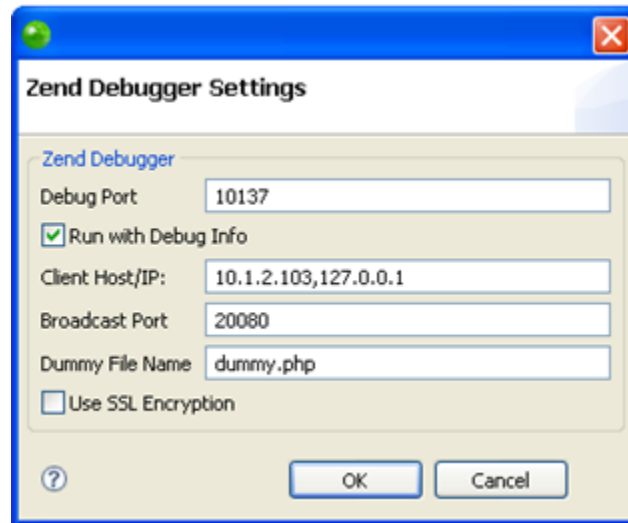 Zend Debugger Settings
Zend Debugger
Debug Port 10137
Run with Debug Info
Client Host/IP: 10.1.2.103,127.0.0.1
Broadcast Port 20080
Dummy File Name dummy.php
Use SSL Encryption
? OK Cancel